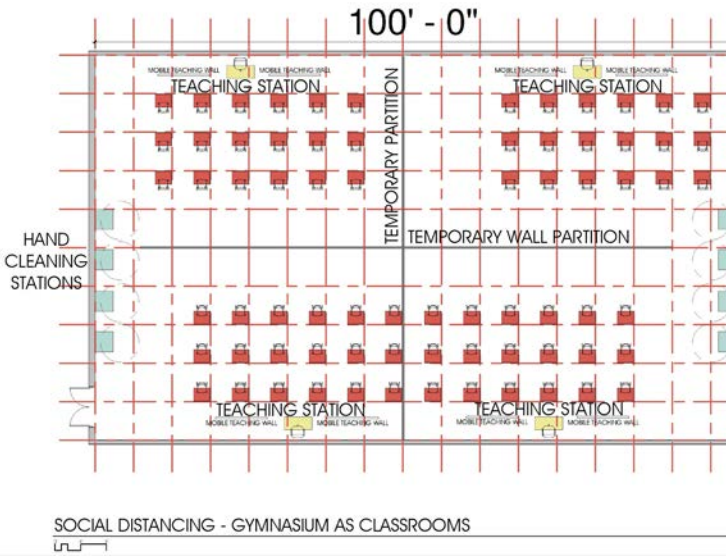 100' - 0"
MOBILE TEACHING WALL MOBILE TEACHING WALL
TEACHING STATION
MOBILE TEACHING WALL MOBILE TEACHING WALL
TEACHING STATION
TEMPORARY PARTITION
TEMPORARY WALL PARTITION
HAND
CLEANING
STATIONS
TEACHING STATION
MOBILE TEACHING WALL MOBILE TEACHING WALL
TEACHING STATION
MOBILE TEACHING WALL MOBILE TEACHING WALL
SOCIAL DISTANCING - GYMNASIUM AS CLASSROOMS